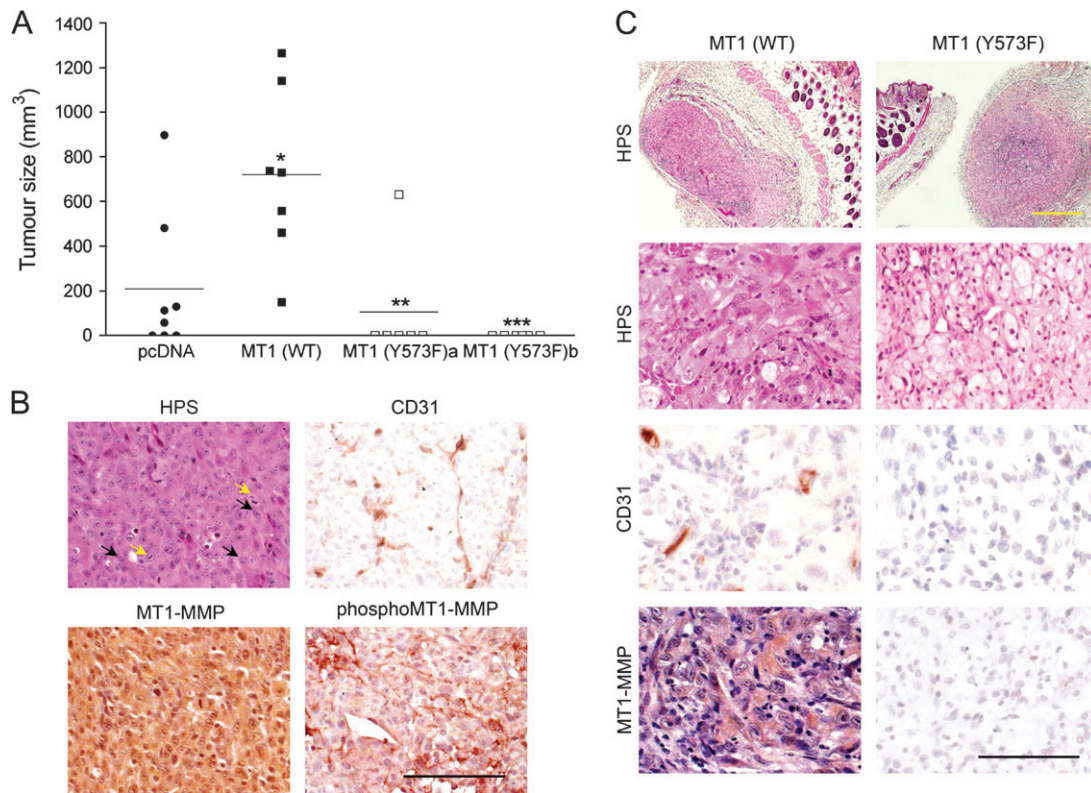 A
Tumour size (mm3)
1400
1200
1000
800
600
400
200
0
*
**
***
pcDNA
MT1 (WT)
MT1 (Y573F)a
MT1 (Y573F)b
B
HPS
CD31
MT1-MMP
phosphoMT1-MMP
C
MT1 (WT)
MT1 (Y573F)
HPS
HPS
CD31
MT1-MMP